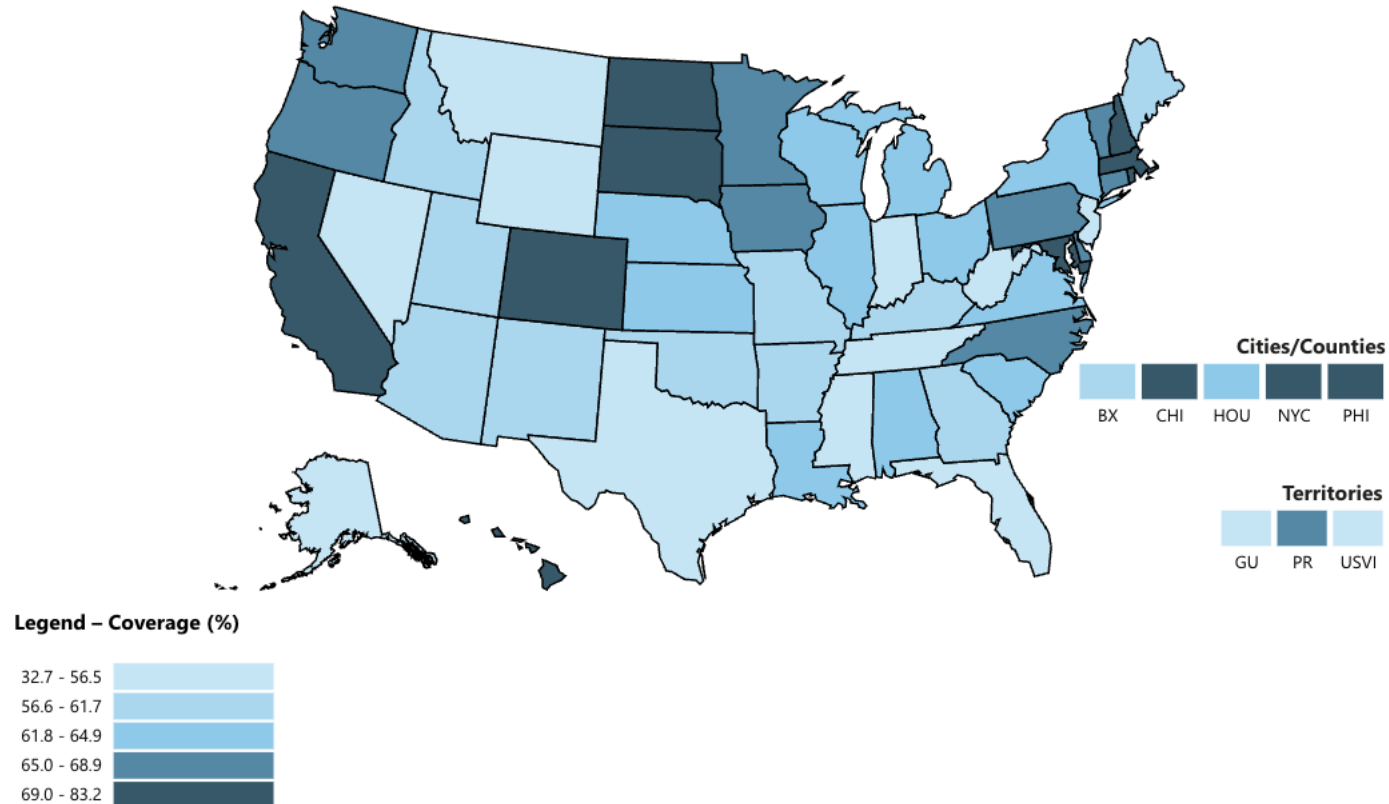 Cities/Counties
BX CHI HOU NYC PHI
Territories
GU PR USVI
Legend – Coverage (%)
32.7 - 56.5
56.6 - 61.7
61.8 - 64.9
65.0 - 68.9
69.0 - 83.2